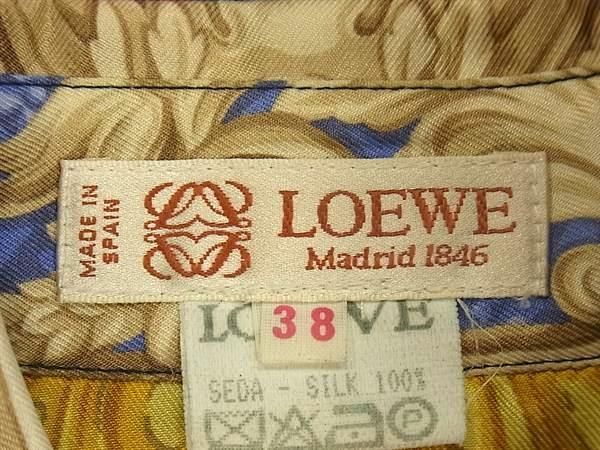 MADE IN
SPAIN
LOEWE
Madrid 1846
LOEWE
38
SEDA - SILK 100%
A
P